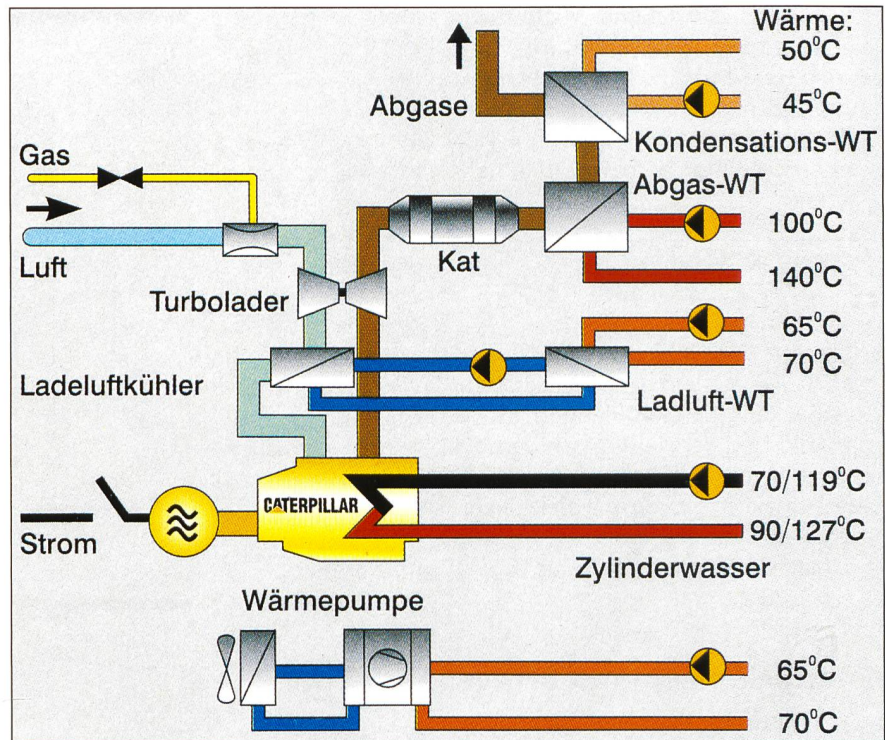 Wärme:
50°C
Abgase
45°C
Kondensations-WT
Gas
Abgas-WT
100°C
Luft
Kat
140°C
Turbolader
65°C
70°C
Ladeluftkühler
Ladluft-WT
CATERPILLAR
70/119°C
Strom
90/127°C
Zylinderwasser
Wärmepumpe
65°C
70°C